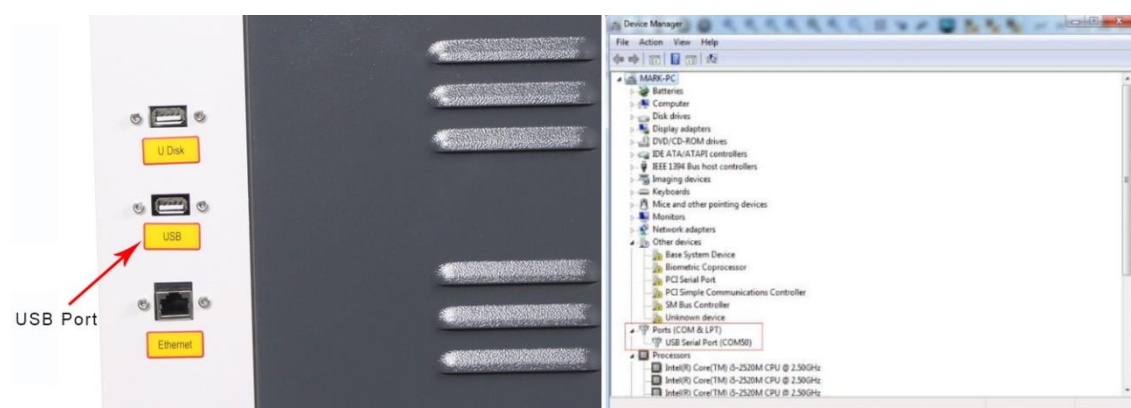 U Disk
USB
USB Port
Ethernet
Device Manager
File Action View Help
MARK-PC
Batteries
Computer
Disk drives
Display adapters
DVD/CD-ROM drives
IDE ATA/ATAPI controllers
IEEE 1394 Bus host controllers
Imaging devices
Keyboards
Mice and other pointing devices
Monitors
Network adapters
Other devices
Base System Device
Biometric Coprocessor
PCI Serial Port
PCI Simple Communications Controller
SM Bus Controller
Unknown device
Ports (COM & LPT)
USB Serial Port (COM50)
Processors
Intel(R) Core(TM) i5-2520M CPU @ 2.50GHz
Intel(R) Core(TM) i5-2520M CPU @ 2.50GHz
Intel(R) Core(TM) i5-2520M CPU @ 2.50GHz